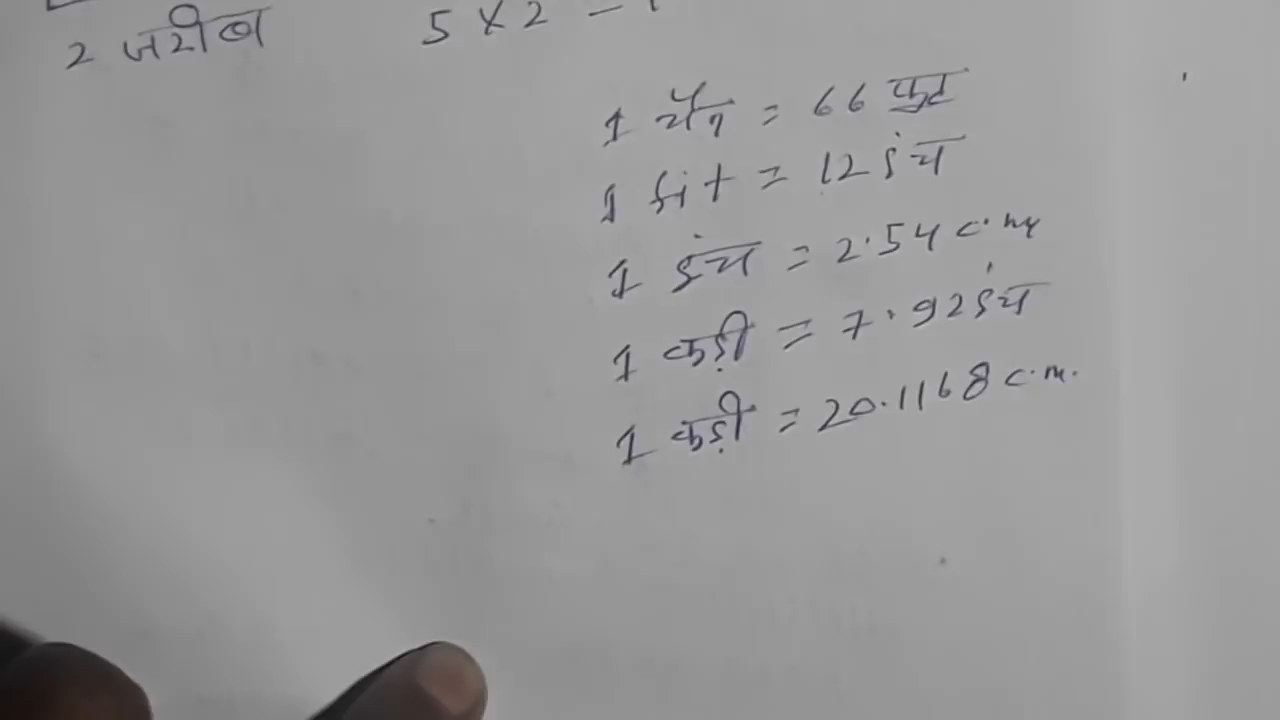 2 जरीब 5 x 2 =
1 चैन = 66 फुट
1 fit = 12 इंच
1 इंच = 2.54 c.m
1 कड़ी = 7.92 इंच
1 कड़ी = 20.1168 c.m.